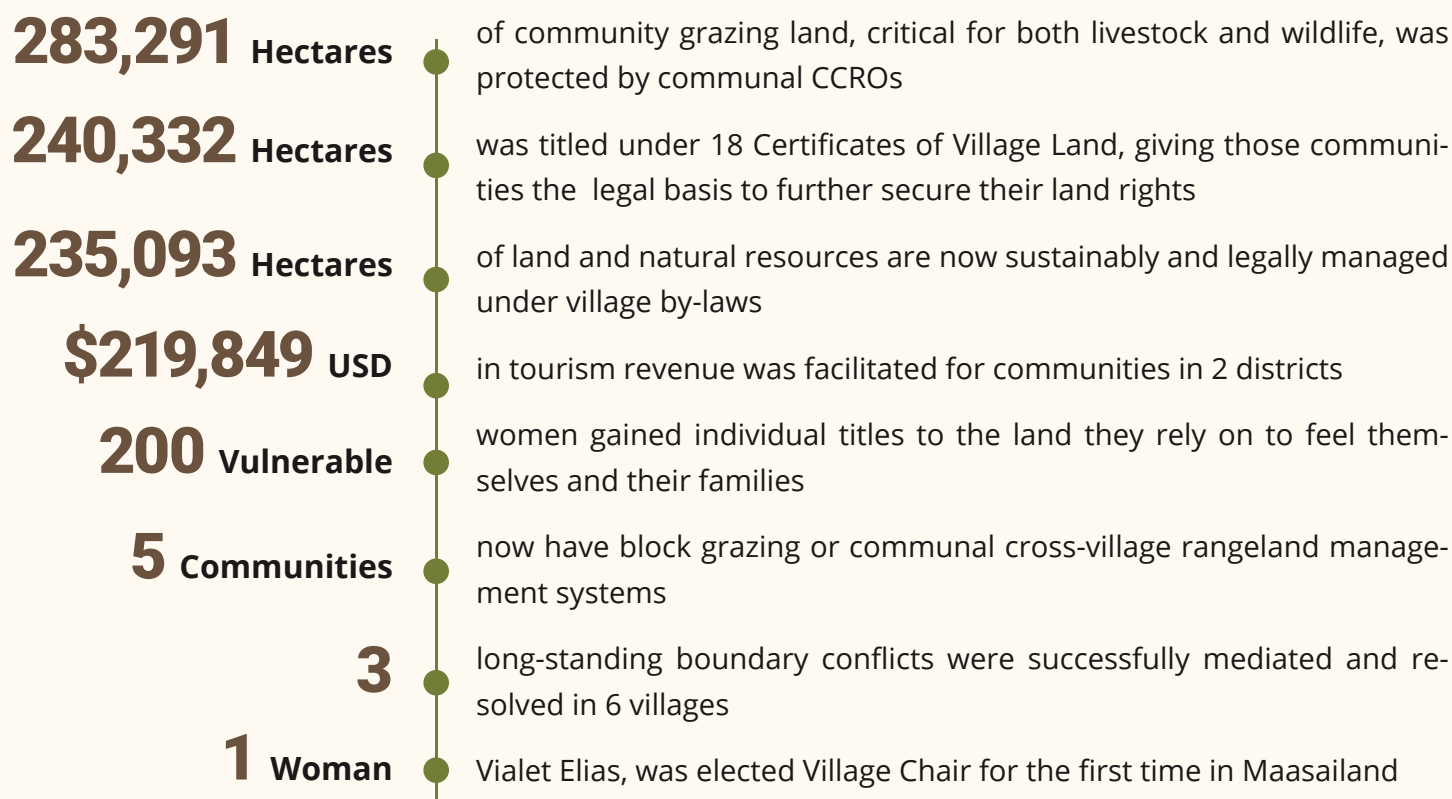 283,291 Hectares
of community grazing land, critical for both livestock and wildlife, was
protected by communal CCROs
240,332 Hectares
was titled under 18 Certificates of Village Land, giving those communi-
ties the  legal basis to further secure their land rights
235,093 Hectares
of land and natural resources are now sustainably and legally managed
under village by-laws
$219,849 USD
in tourism revenue was facilitated for communities in 2 districts
200 Vulnerable
women gained individual titles to the land they rely on to feel them-
selves and their families
5 Communities
now have block grazing or communal cross-village rangeland manage-
ment systems
3
long-standing boundary conflicts were successfully mediated and re-
solved in 6 villages
1 Woman
Vialet Elias, was elected Village Chair for the first time in Maasailand